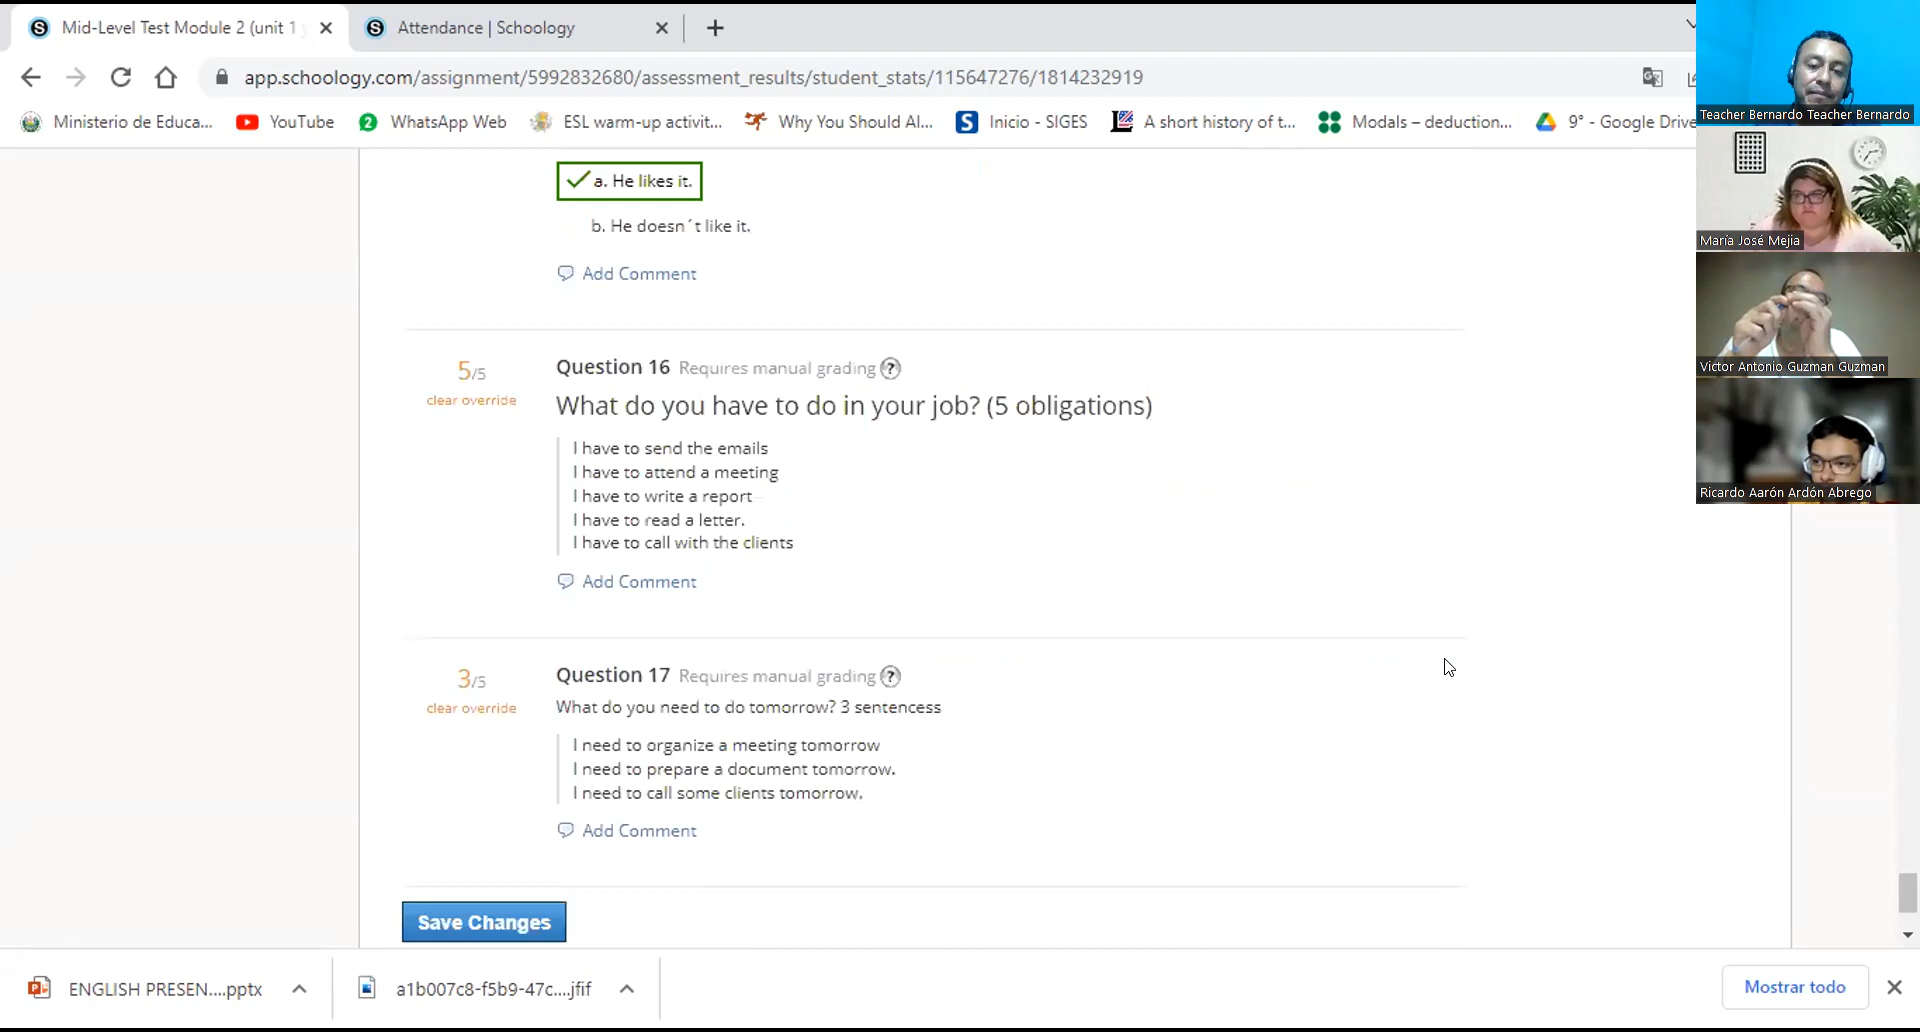 Mid-Level Test Module 2 (unit 1
Attendance | Schoology
app.schoology.com/assignment/5992832680/assessment_results/student_stats/115647276/1814232919
Ministerio de Educa...
YouTube
2
WhatsApp Web
ESL warm-up activit...
Why You Should Al...
S
Inicio - SIGES
A short history of t...
Modals – deduction...
9° - Google Drive
Teacher Bernardo Teacher Bernardo
María José Mejia
Victor Antonio Guzman Guzman
Ricardo Aarón Ardón Abrego
a. He likes it.
b. He doesn´t like it.
Add Comment
5/5
clear override
Question 16 Requires manual grading ?
What do you have to do in your job? (5 obligations)
I have to send the emails
I have to attend a meeting
I have to write a report
I have to read a letter.
I have to call with the clients
Add Comment
3/5
clear override
Question 17 Requires manual grading ?
What do you need to do tomorrow? 3 sentencess
I need to organize a meeting tomorrow
I need to prepare a document tomorrow.
I need to call some clients tomorrow.
Add Comment
Save Changes
ENGLISH PRESEN....pptx
a1b007c8-f5b9-47c....jfif
Mostrar todo